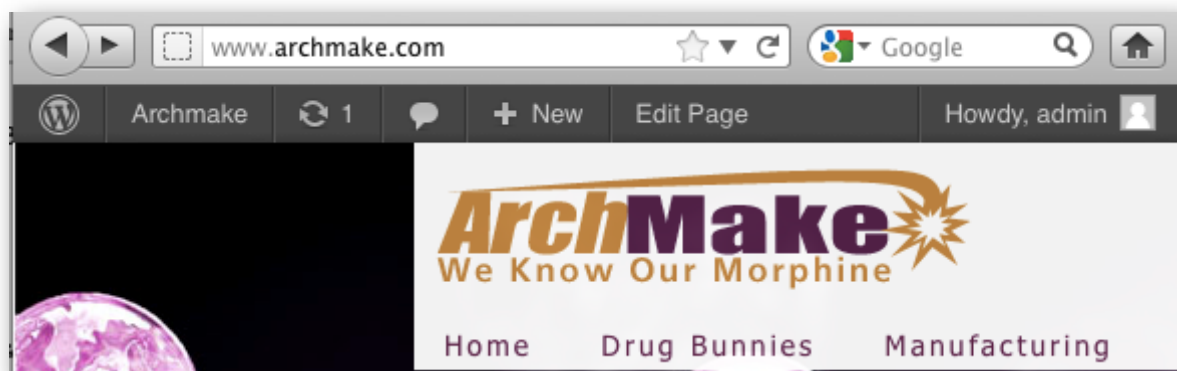 www.archmake.com Google
Archmake 1 New Edit Page Howdy, admin
ArchMake
We Know Our Morphine
Home Drug Bunnies Manufacturing